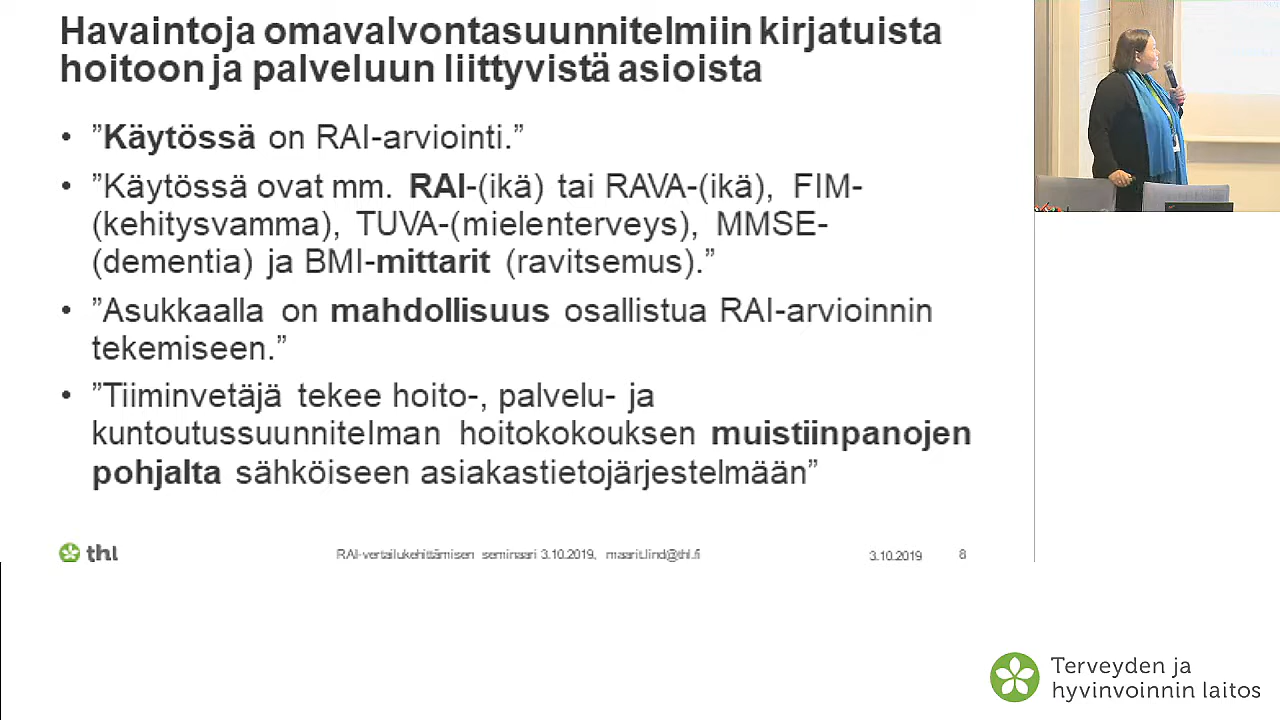 Havaintoja omavalvontasuunnitelmiin kirjatuista
hoitoon ja palveluun liittyvistä asioista
• ”Käytössä on RAI-arviointi.”
• ”Käytössä ovat mm. RAI-(ikä) tai RAVA-(ikä), FIM-
(kehitysvamma), TUVA-(mielenterveys), MMSE-
(dementia) ja BMI-mittarit (ravitsemus).”
• ”Asukkaalla on mahdollisuus osallistua RAI-arvioinnin
tekemiseen.”
• ”Tiiminvetäjä tekee hoito-, palvelu- ja
kuntoutussuunnitelman hoitokokouksen muistiinpanojen
pohjalta sähköiseen asiakastietojärjestelmään”
thl
RAI-vertailukehittämisen seminaari 3.10.2019, maarit.lind@thl.fi
3.10.2019
8
Terveyden ja
hyvinvoinnin laitos